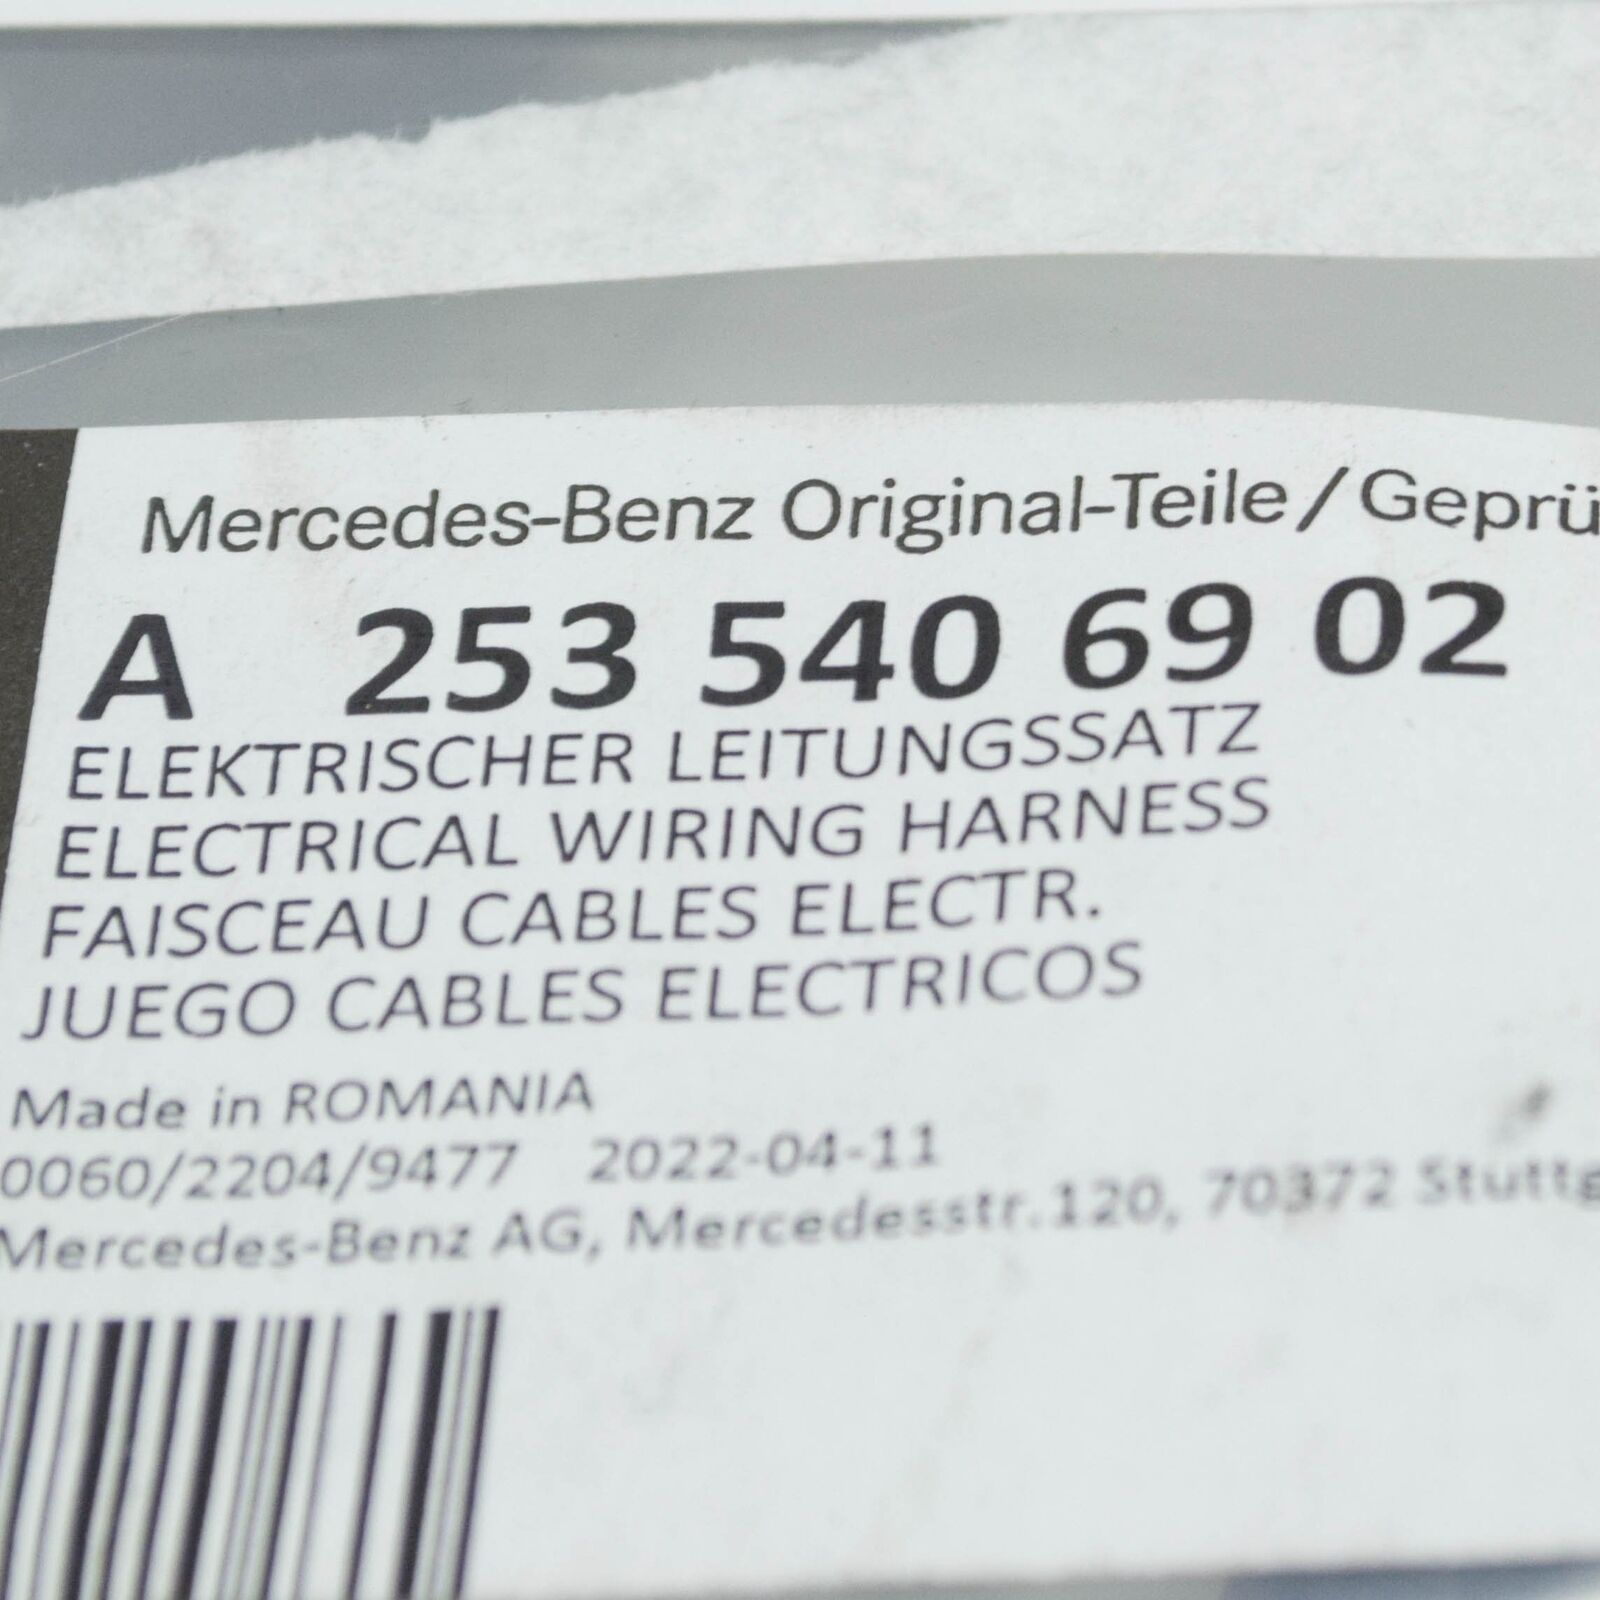 Mercedes-Benz Original-Teile/Geprü
A 253 540 69 02
ELEKTRISCHER LEITUNGSSATZ
ELECTRICAL WIRING HARNESS
FAISCEAU CABLES ELECTR.
JUEGO CABLES ELECTRICOS
Made in ROMANIA
0060/2204/9477 2022-04-11
Mercedes-Benz AG, Mercedesstr.120, 70372 Stuttg